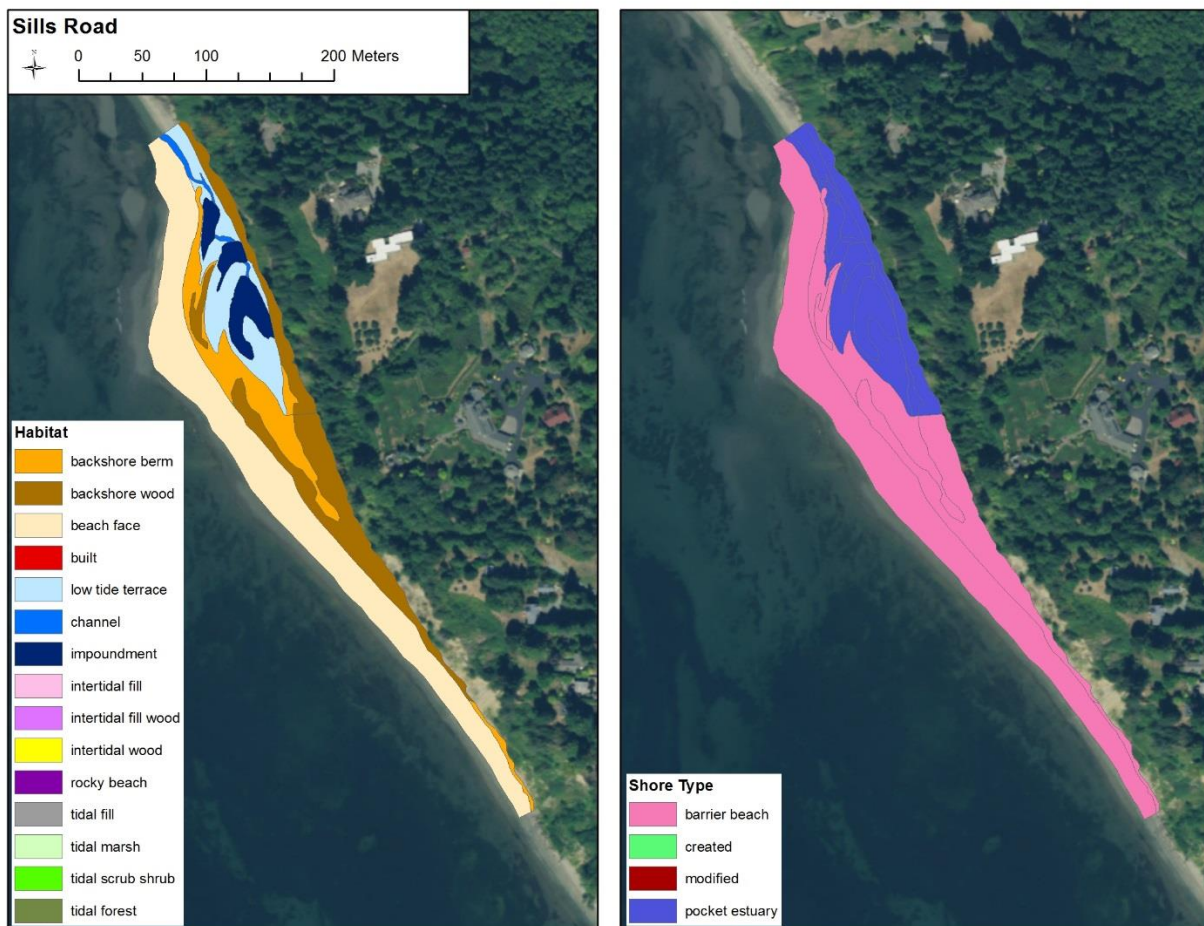 Sills Road
N
0 50 100 200 Meters
Habitat
backshore berm
backshore wood
beach face
built
low tide terrace
channel
impoundment
intertidal fill
intertidal fill wood
intertidal wood
rocky beach
tidal fill
tidal marsh
tidal scrub shrub
tidal forest
Shore Type
barrier beach
created
modified
pocket estuary